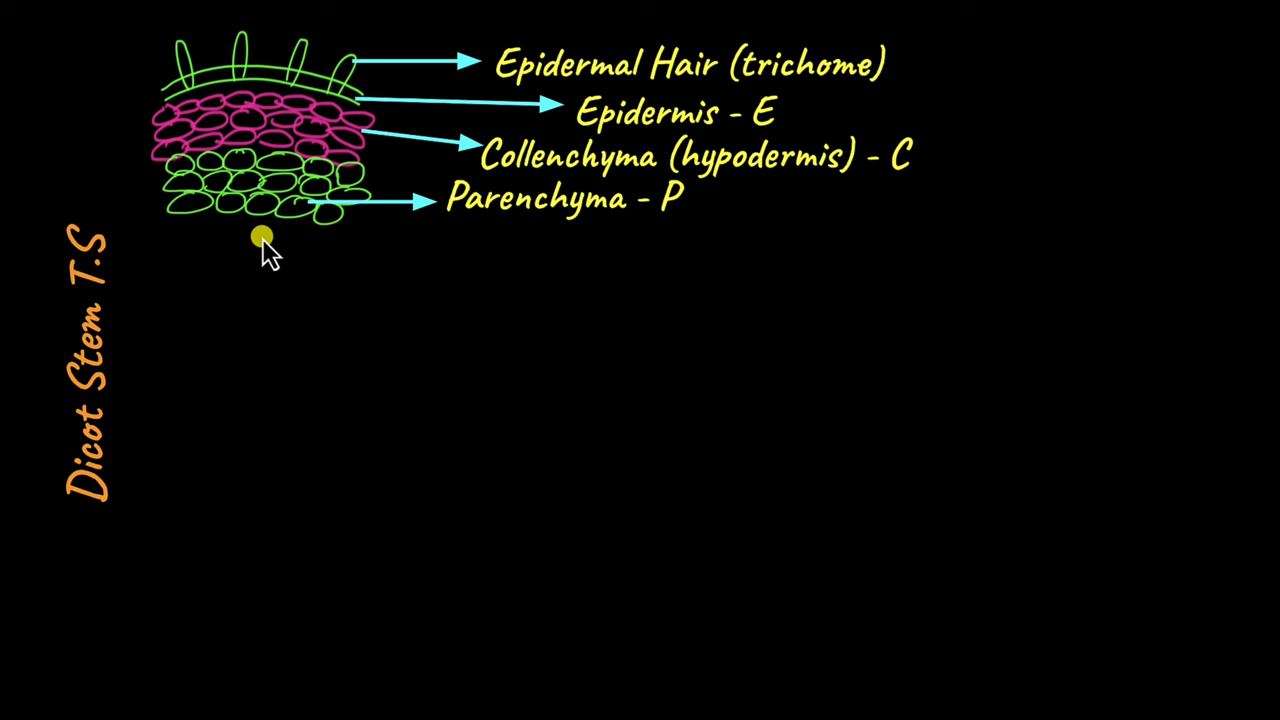 Epidermal Hair (trichome)
Epidermis - E
Collenchyma (hypodermis) - C
Parenchyma - P
Dicot Stem T.S